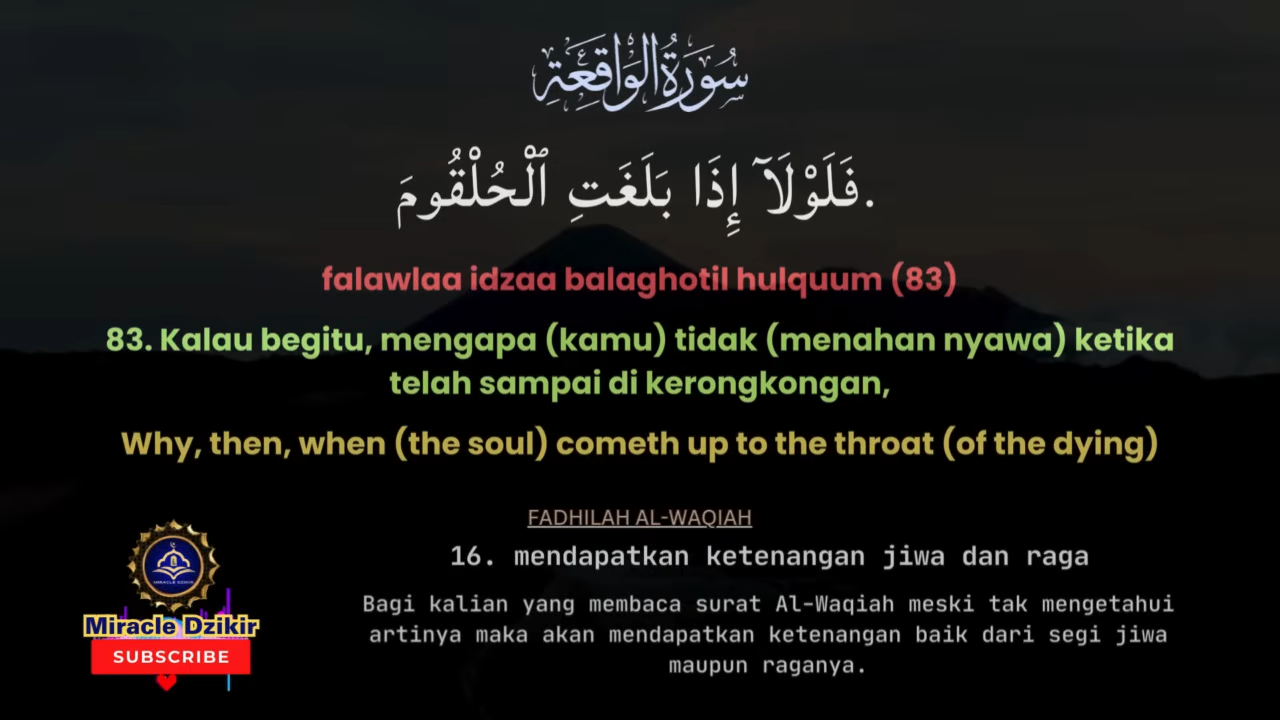 سُورَةُ الْوَاقِعَةِ
فَلَوْلَآ إِذَا بَلَغَتِ ٱلْحُلْقُومَ.
falawlaa idzaa balaghotil hulquum (83)
83. Kalau begitu, mengapa (kamu) tidak (menahan nyawa) ketika
telah sampai di kerongkongan,
Why, then, when (the soul) cometh up to the throat (of the dying)
FADHILAH AL-WAQIAH
16. mendapatkan ketenangan jiwa dan raga
Bagi kalian yang membaca surat Al-Waqiah meski tak mengetahui
artinya maka akan mendapatkan ketenangan baik dari segi jiwa
maupun raganya.
MIRACLE DZIKIR
Miracle Dzikir
SUBSCRIBE